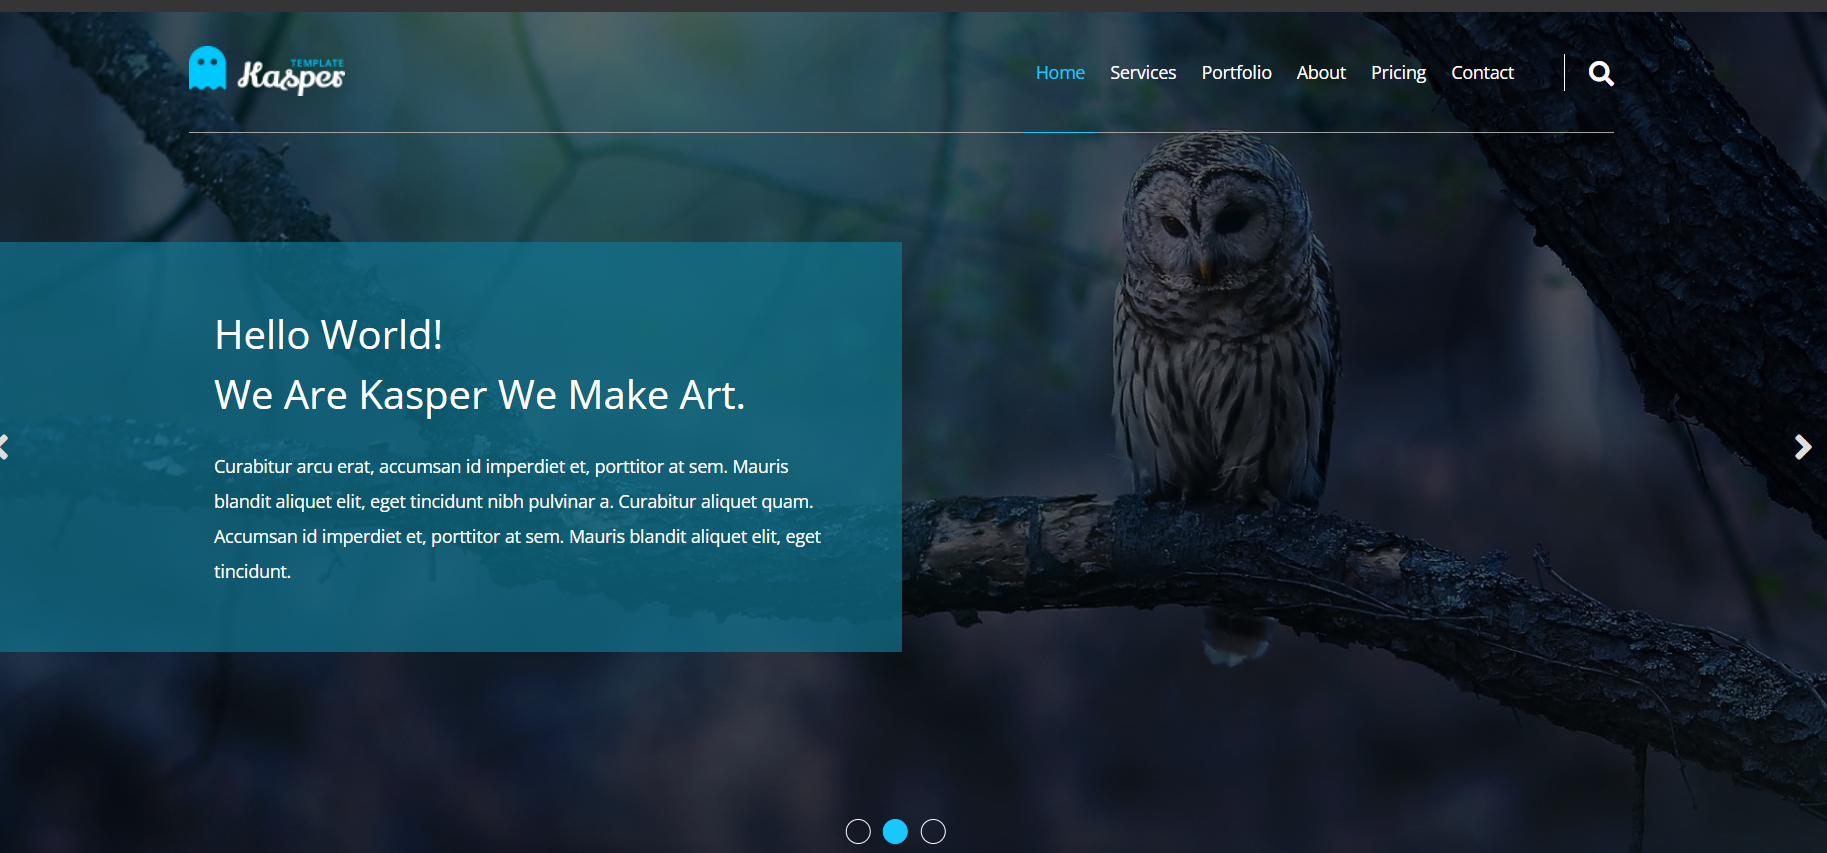 TEMPLATE
Kasper
Home Services Portfolio About Pricing Contact
Hello World!
We Are Kasper We Make Art.
Curabitur arcu erat, accumsan id imperdiet et, porttitor at sem. Mauris
blandit aliquet elit, eget tincidunt nibh pulvinar a. Curabitur aliquet quam.
Accumsan id imperdiet et, porttitor at sem. Mauris blandit aliquet elit, eget
tincidunt.